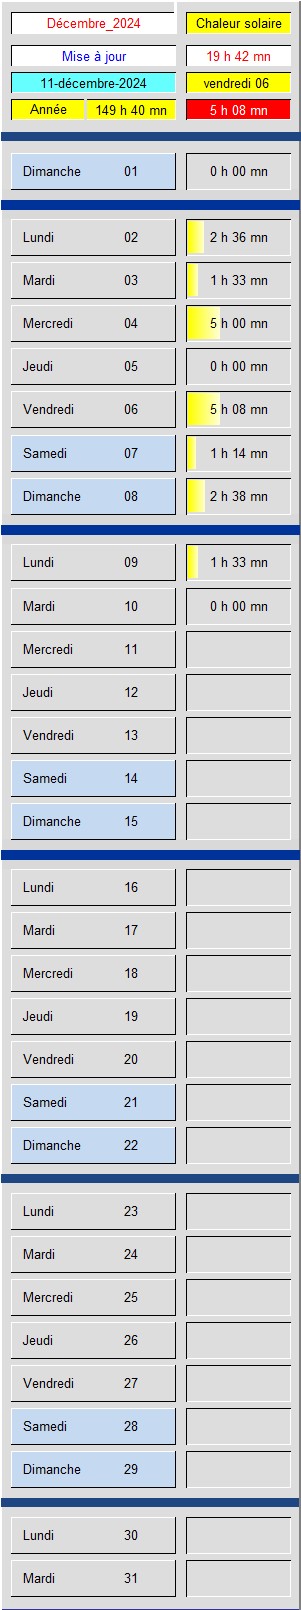 Décembre_2024 Chaleur solaire
Mise à jour 19 h 42 mn
11-décembre-2024 vendredi 06
Année 149 h 40 mn 5 h 08 mn
Dimanche 01 0 h 00 mn
Lundi 02 2 h 36 mn
Mardi 03 1 h 33 mn
Mercredi 04 5 h 00 mn
Jeudi 05 0 h 00 mn
Vendredi 06 5 h 08 mn
Samedi 07 1 h 14 mn
Dimanche 08 2 h 38 mn
Lundi 09 1 h 33 mn
Mardi 10 0 h 00 mn
Mercredi 11
Jeudi 12
Vendredi 13
Samedi 14
Dimanche 15
Lundi 16
Mardi 17
Mercredi 18
Jeudi 19
Vendredi 20
Samedi 21
Dimanche 22
Lundi 23
Mardi 24
Mercredi 25
Jeudi 26
Vendredi 27
Samedi 28
Dimanche 29
Lundi 30
Mardi 31